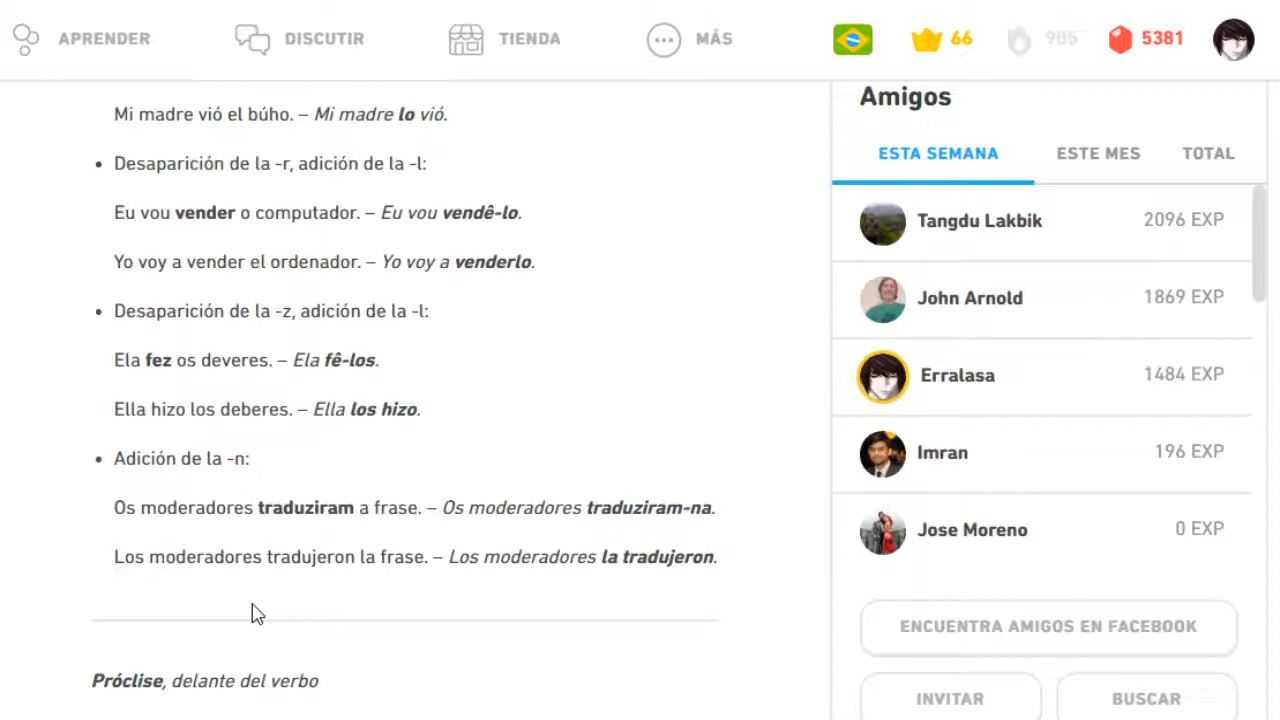 APRENDER
DISCUTIR
TIENDA
MÁS
66
985
5381
Mi madre vió el búho. – Mi madre lo vió.
• Desaparición de la -r, adición de la -l:
Eu vou vender o computador. – Eu vou vendê-lo.
Yo voy a vender el ordenador. – Yo voy a venderlo.
• Desaparición de la -z, adición de la -l:
Ela fez os deveres. – Ela fê-los.
Ella hizo los deberes. – Ella los hizo.
• Adición de la -n:
Os moderadores traduziram a frase. – Os moderadores traduziram-na.
Los moderadores tradujeron la frase. – Los moderadores la tradujeron.
Próclise, delante del verbo
Amigos
ESTA SEMANA
ESTE MES
TOTAL
Tangdu Lakbik 2096 EXP
John Arnold 1869 EXP
Erralasa 1484 EXP
Imran 196 EXP
Jose Moreno 0 EXP
ENCUENTRA AMIGOS EN FACEBOOK
INVITAR
BUSCAR